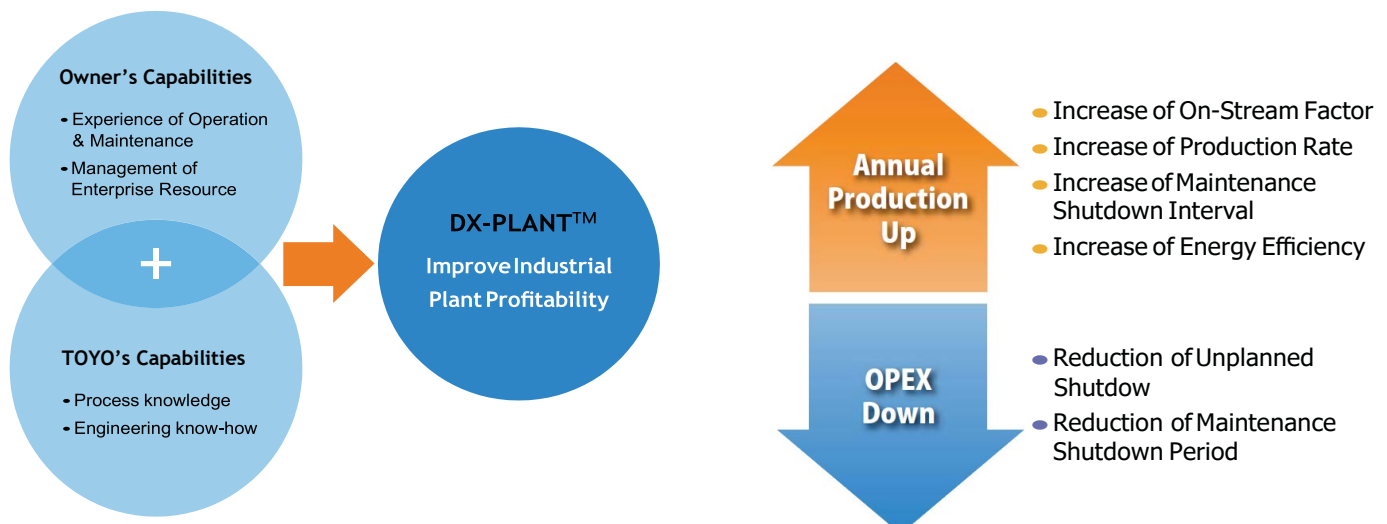 Owner's Capabilities
• Experience of Operation
& Maintenance
• Management of
Enterprise Resource
+
TOYO's Capabilities
• Process knowledge
• Engineering know-how
DX-PLANT™
Improve Industrial
Plant Profitability
Annual
Production
Up
• Increase of On-Stream Factor
• Increase of Production Rate
• Increase of Maintenance
Shutdown Interval
• Increase of Energy Efficiency
OPEX
Down
• Reduction of Unplanned
Shutdow
• Reduction of Maintenance
Shutdown Period